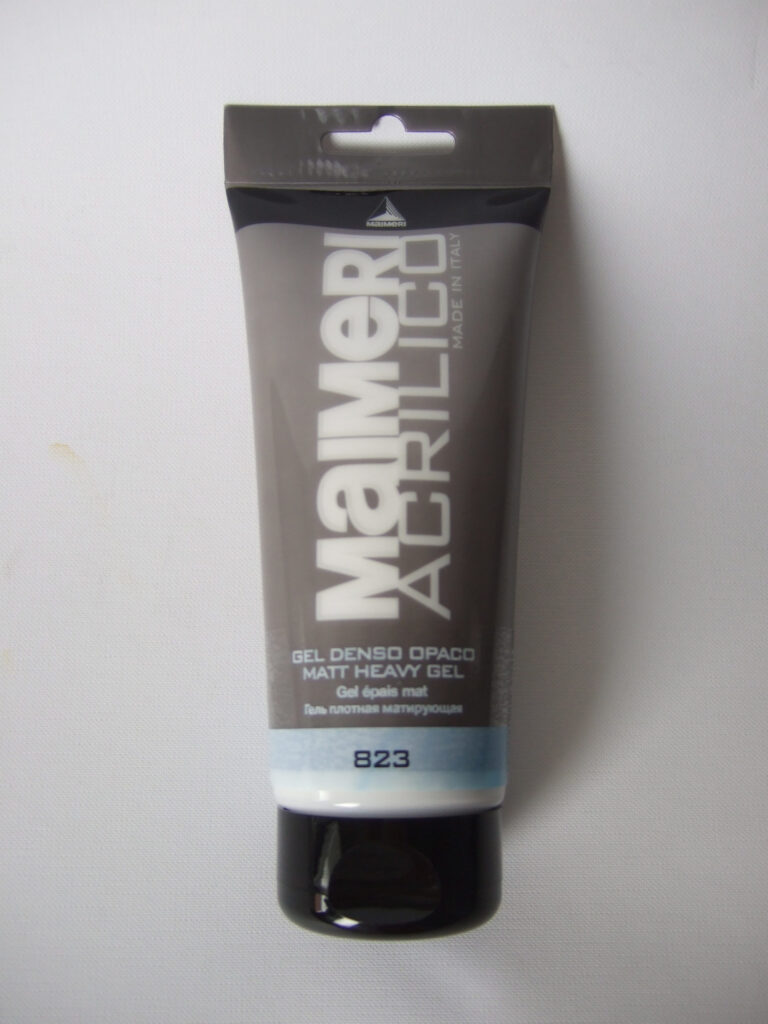 MaIMeRI
MaIMeRI
ACRILICO
MADE IN ITALY
GEL DENSO OPACO
MATT HEAVY GEL
Gel épais mat
Гель плотная матирующая
823